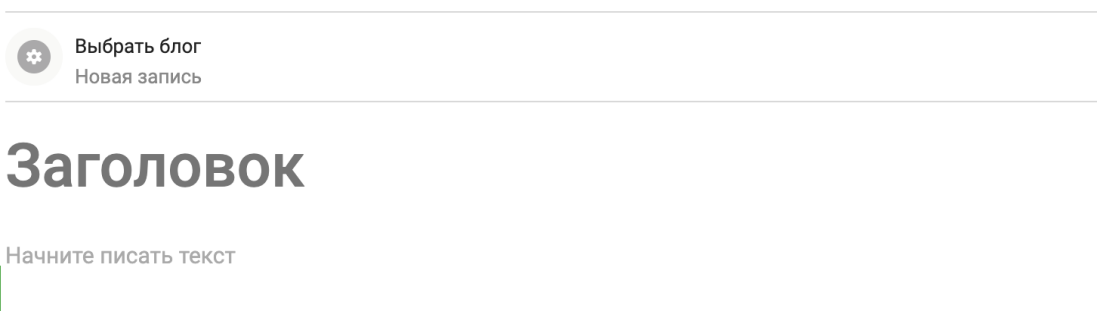 Выбрать блог
Новая запись
Заголовок
Начните писать текст